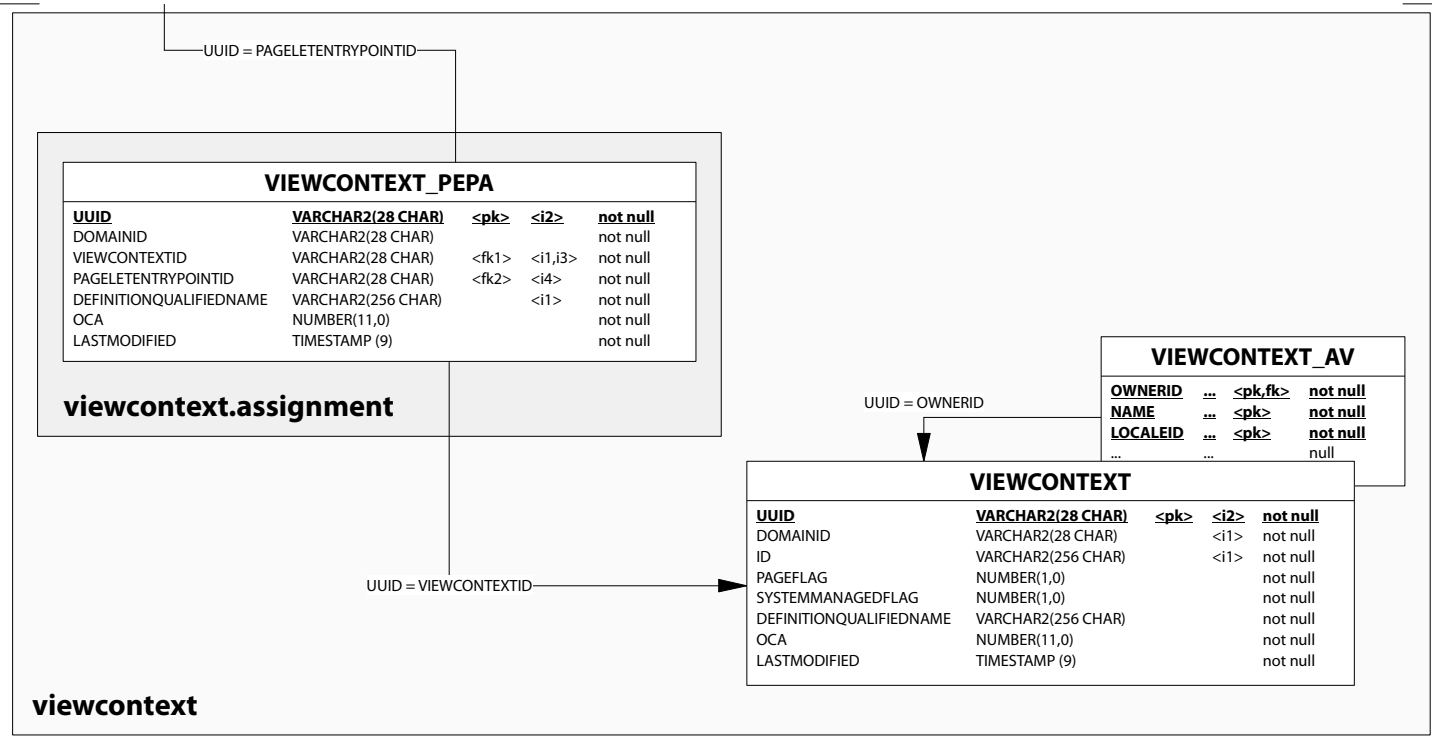 UUID = PAGELETENTRYPOINTID
VIEWCONTEXT_PEPA
UUID VARCHAR2(28 CHAR) <pk> <i2> not null
DOMAINID VARCHAR2(28 CHAR) not null
VIEWCONTEXTID VARCHAR2(28 CHAR) <fk1> <i1,i3> not null
PAGELETENTRYPOINTID VARCHAR2(28 CHAR) <fk2> <i4> not null
DEFINITIONQUALIFIEDNAME VARCHAR2(256 CHAR) <i1> not null
OCA NUMBER(11,0) not null
LASTMODIFIED TIMESTAMP (9) not null
viewcontext.assignment
VIEWCONTEXT_AV
OWNERID ... <pk,fk> not null
NAME ... <pk> not null
LOCALEID ... <pk> not null
... ... null
UUID = OWNERID
VIEWCONTEXT
UUID VARCHAR2(28 CHAR) <pk> <i2> not null
DOMAINID VARCHAR2(28 CHAR) <i1> not null
ID VARCHAR2(256 CHAR) <i1> not null
PAGEFLAG NUMBER(1,0) not null
SYSTEMMANAGEDFLAG NUMBER(1,0) not null
DEFINITIONQUALIFIEDNAME VARCHAR2(256 CHAR) not null
OCA NUMBER(11,0) not null
LASTMODIFIED TIMESTAMP (9) not null
UUID = VIEWCONTEXTID
viewcontext